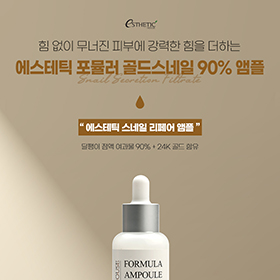 ESTHETIC
힘 없이 무너진 피부에 강력한 힘을 더하는
에스테틱 포뮬러 골드스네일 90% 앰플
Snail Secretion Filtrate
“ 에스테틱 스네일 리페어 앰플 ”
달팽이 점액 여과물 90% + 24K 골드 함유
FORMULA
AMPOULE